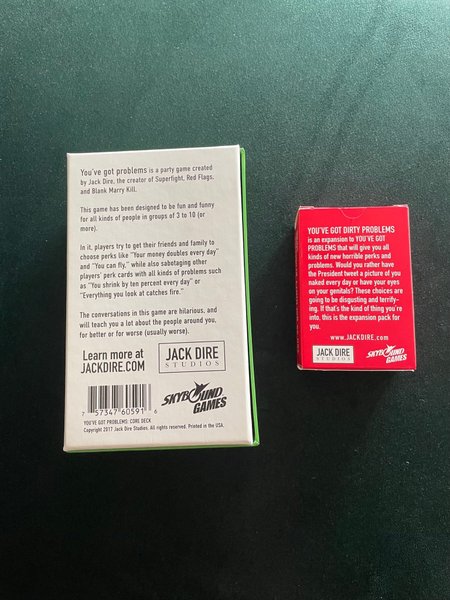 You've got problems is a party game created
by Jack Dire, the creator of Superfight, Red Flags,
and Blank Marry Kill.
This game has been designed to be fun and funny
for all kinds of people in groups of 3 to 10 (or
more).
In it, players try to get their friends and family to
choose perks like "Your money doubles every day"
and "You can fly," while also sabotaging other
players' perk cards with all kinds of problems such
as "You shrink by ten percent every day" or
"Everything you look at catches fire."
The conversations in this game are hilarious, and
will teach you a lot about the people around you,
for better or for worse (usually worse).
Learn more at
JACKDIRE.COM
JACK DIRE
STUDIOS
7 57347 60591 6
SKYBOUND
GAMES
YOU'VE GOT PROBLEMS: CORE DECK
Copyright 2017 Jack Dire Studios. All rights reserved. Printed in the USA.
YOU'VE GOT DIRTY PROBLEMS
is an expansion to YOU'VE GOT
PROBLEMS that will give you all
kinds of new horrible perks and
problems. Would you rather have
the President tweet a picture of you
naked every day or have your eyes
on your genitals? These choices are
going to be disgusting and terrify-
ing. If that's the kind of thing you're
into, this is the expansion pack for
you.
www.JACKDIRE.COM
JACK DIRE
STUDIOS
SKYBOUND
GAMES